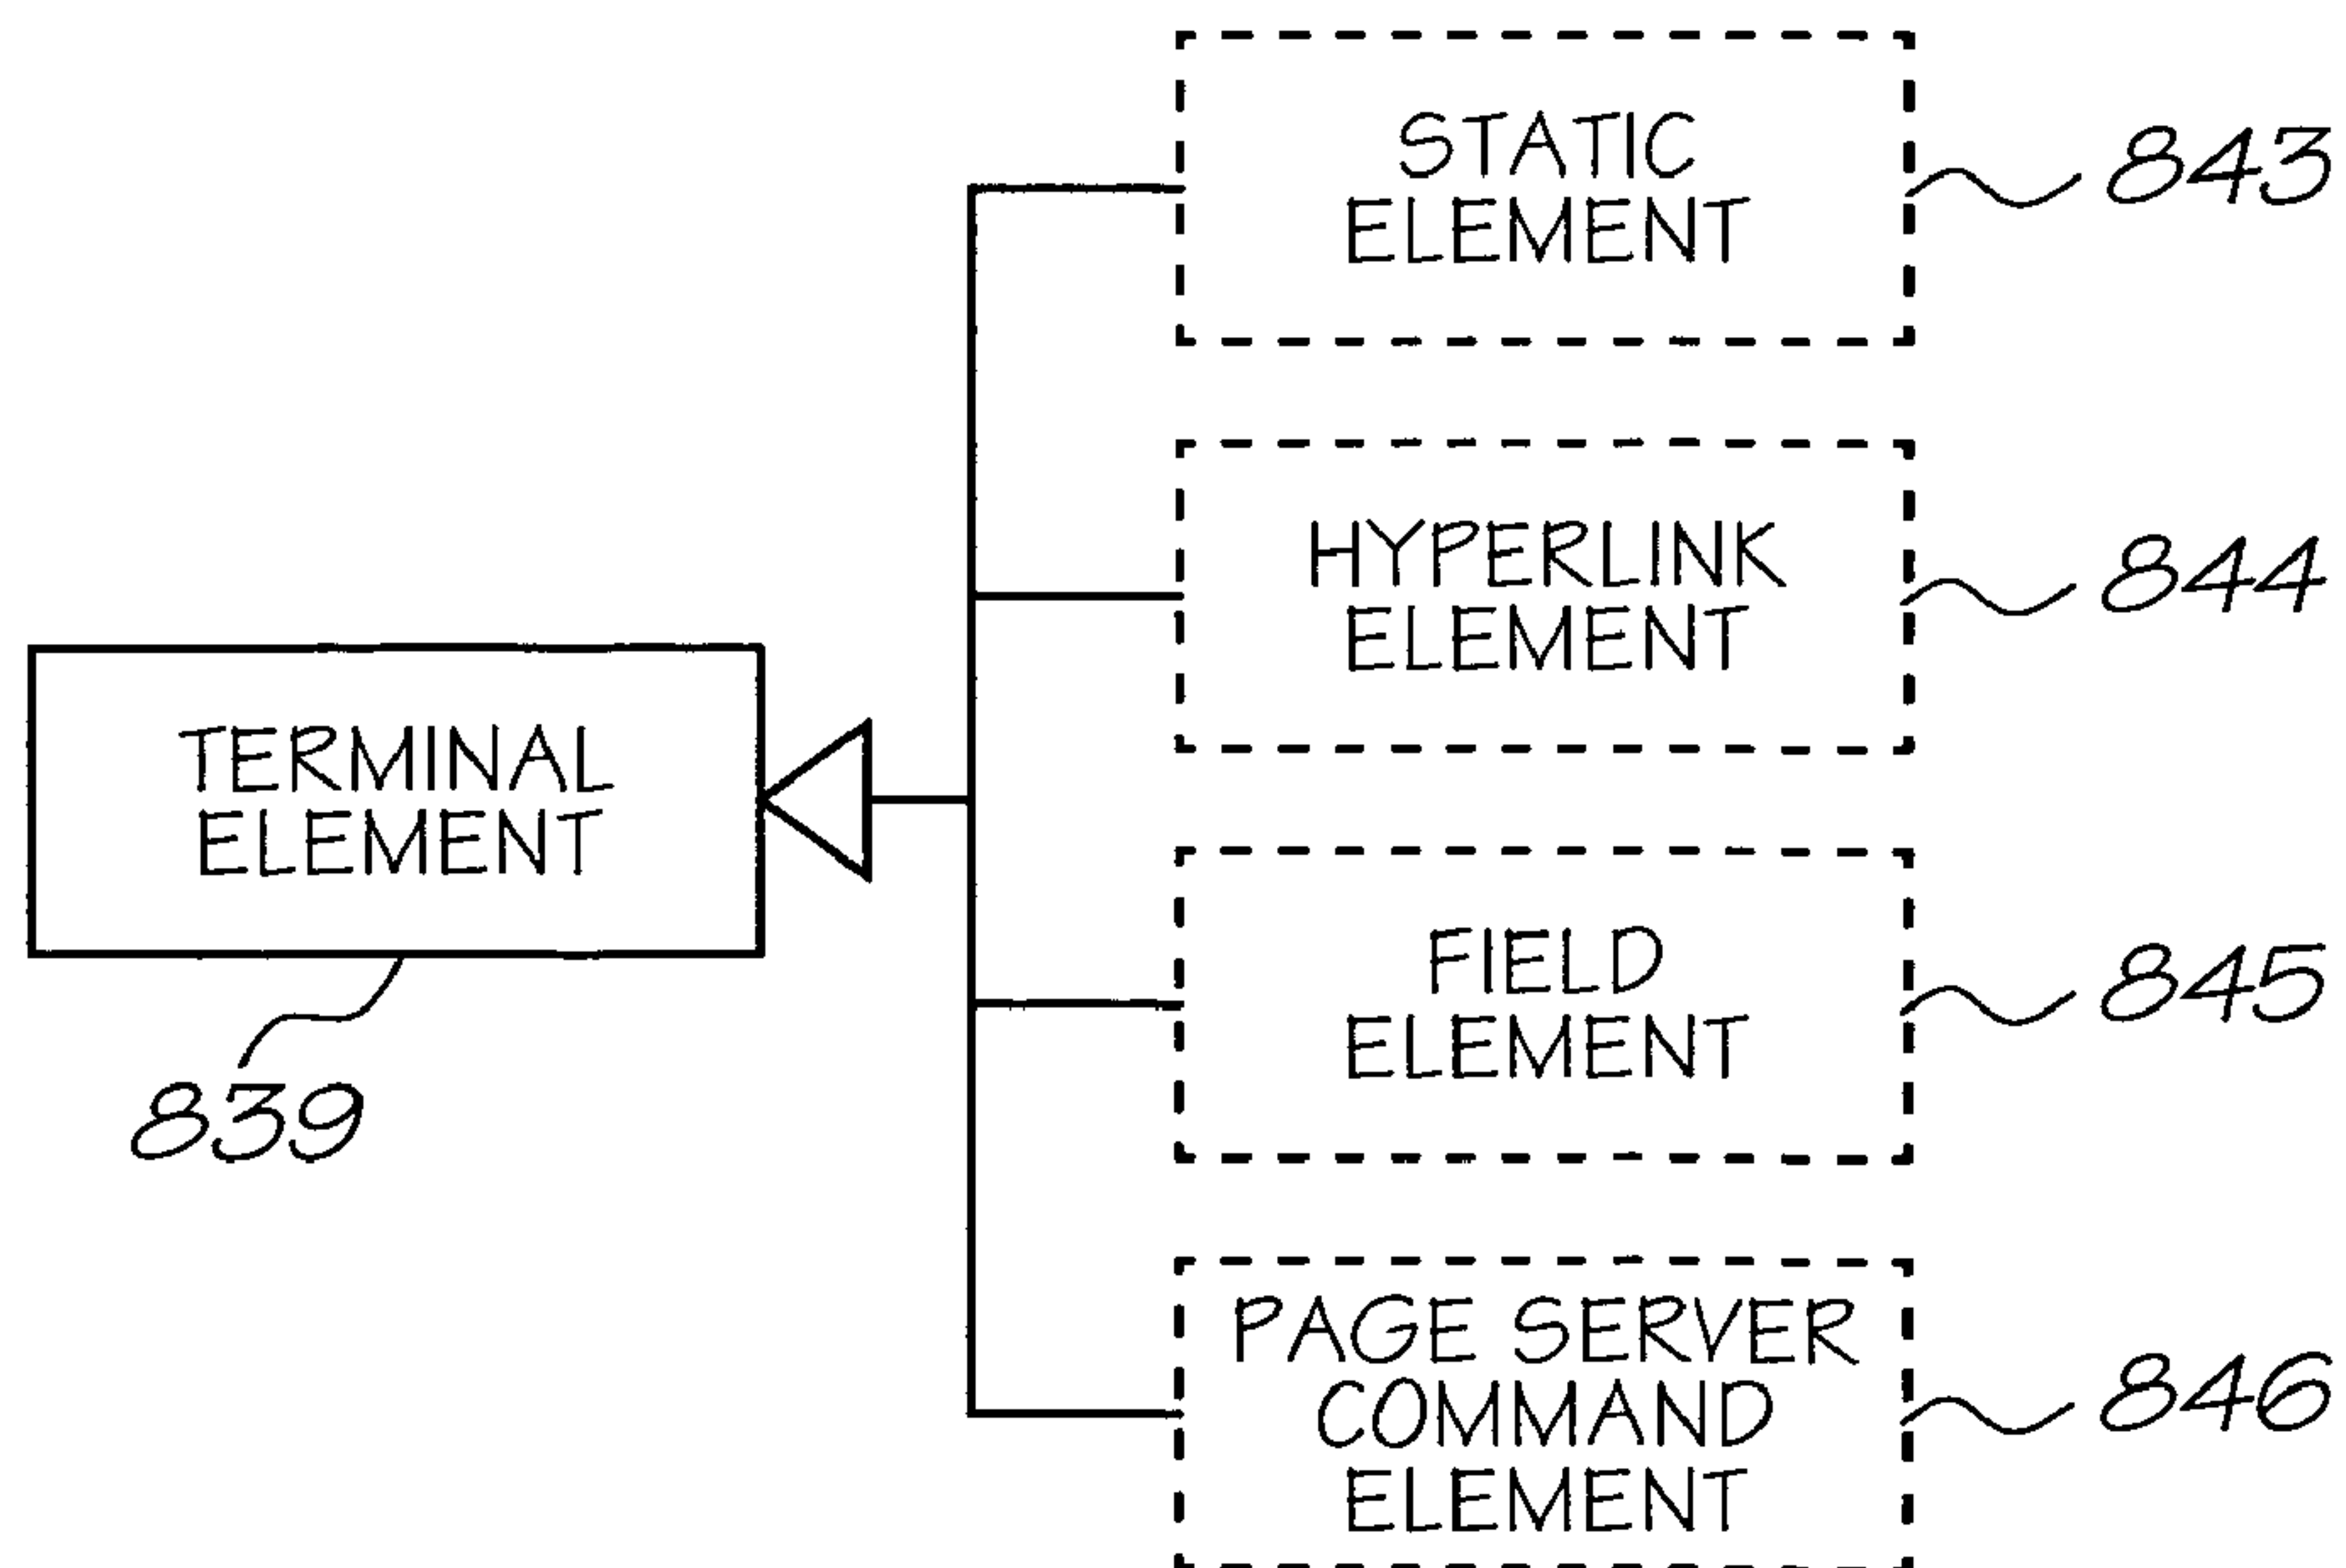 STATIC
ELEMENT
843
HYPERLINK
ELEMENT
844
TERMINAL
ELEMENT
839
FIELD
ELEMENT
845
PAGE SERVER
COMMAND
ELEMENT
846